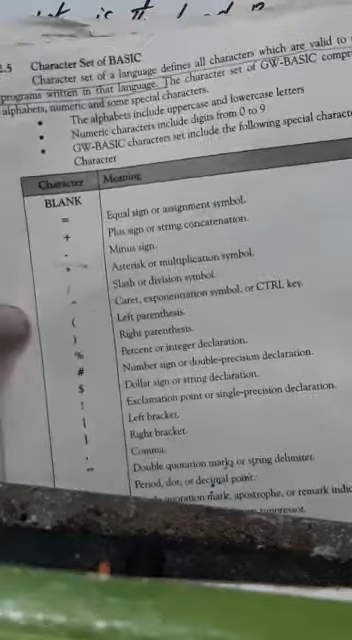 2.5 Character Set of BASIC
Character set of a language defines all characters which are valid to
programs written in that language. The character set of GW-BASIC
alphabets, numeric and some special characters.
• The alphabets include uppercase and lowercase letters
• Numeric characters include digits from 0 to 9
• GW-BASIC characters set include the following special
Character
Character Meaning
BLANK
= Equal sign or assignment symbol.
+ Plus sign or string concatenation.
- Minus sign.
* Asterisk or multiplication symbol.
/ Slash or division symbol.
^ Caret, exponentiation symbol, or CTRL key.
( Left parenthesis.
) Right parenthesis.
% Percent or integer declaration.
# Number sign or double-precision declaration.
$ Dollar sign or string declaration.
! Exclamation point or single-precision declaration.
[ Left bracket.
] Right bracket.
, Comma.
"" Double quotation marks or string delimiter.
Period, dot, or decimal point.
quotation mark, apostrophe, or remark